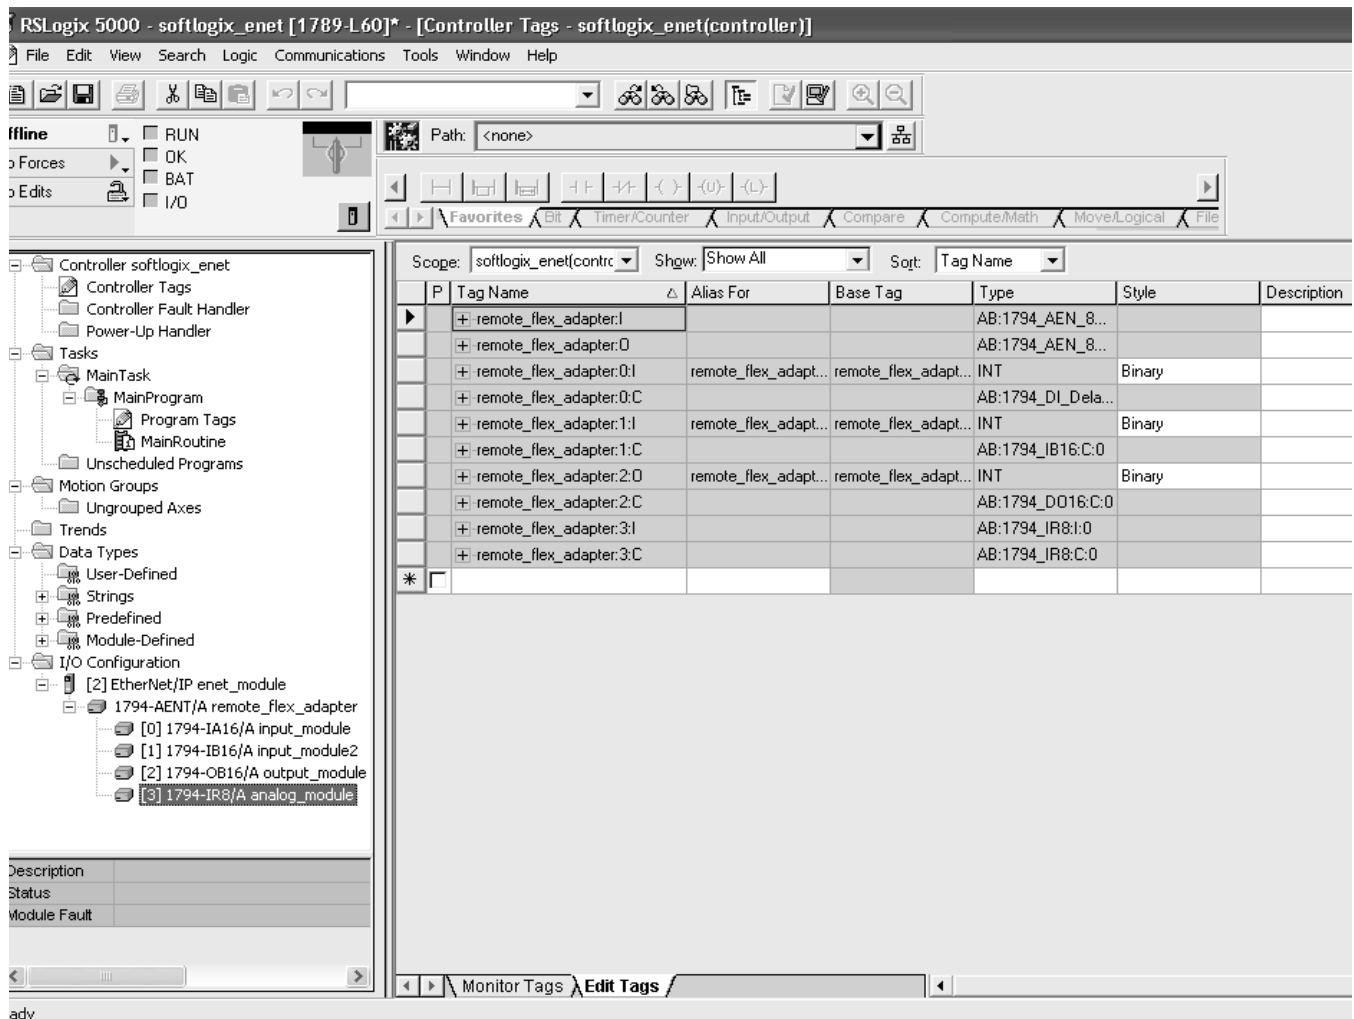 RSLogix 5000 - softlogix_enet [1789-L60]* - [Controller Tags - softlogix_enet(controller)]
File Edit View Search Logic Communications Tools Window Help
ffline
RUN
Path: <none>
o Forces
OK
BAT
o Edits
I/O
Favorites Bit Timer/Counter Input/Output Compare Compute/Math Move/Logical File
Scope: softlogix_enet(contrc Show: Show All Sort: Tag Name
P Tag Name Alias For Base Tag Type Style Description
remote_flex_adapter:I AB:1794_AEN_8...
remote_flex_adapter:O AB:1794_AEN_8...
remote_flex_adapter:0:I remote_flex_adapt... remote_flex_adapt... INT Binary
remote_flex_adapter:0:C AB:1794_DI_Dela...
remote_flex_adapter:1:I remote_flex_adapt... remote_flex_adapt... INT Binary
remote_flex_adapter:1:C AB:1794_IB16:C:0
remote_flex_adapter:2:O remote_flex_adapt... remote_flex_adapt... INT Binary
remote_flex_adapter:2:C AB:1794_DO16:C:0
remote_flex_adapter:3:I AB:1794_IR8:I:0
remote_flex_adapter:3:C AB:1794_IR8:C:0
Controller softlogix_enet
Controller Tags
Controller Fault Handler
Power-Up Handler
Tasks
MainTask
MainProgram
Program Tags
MainRoutine
Unscheduled Programs
Motion Groups
Ungrouped Axes
Trends
Data Types
User-Defined
Strings
Predefined
Module-Defined
I/O Configuration
[2] EtherNet/IP enet_module
1794-AENT/A remote_flex_adapter
[0] 1794-IA16/A input_module
[1] 1794-IB16/A input_module2
[2] 1794-OB16/A output_module
[3] 1794-IR8/A analog_module
Description
Status
Module Fault
Monitor Tags Edit Tags
ady